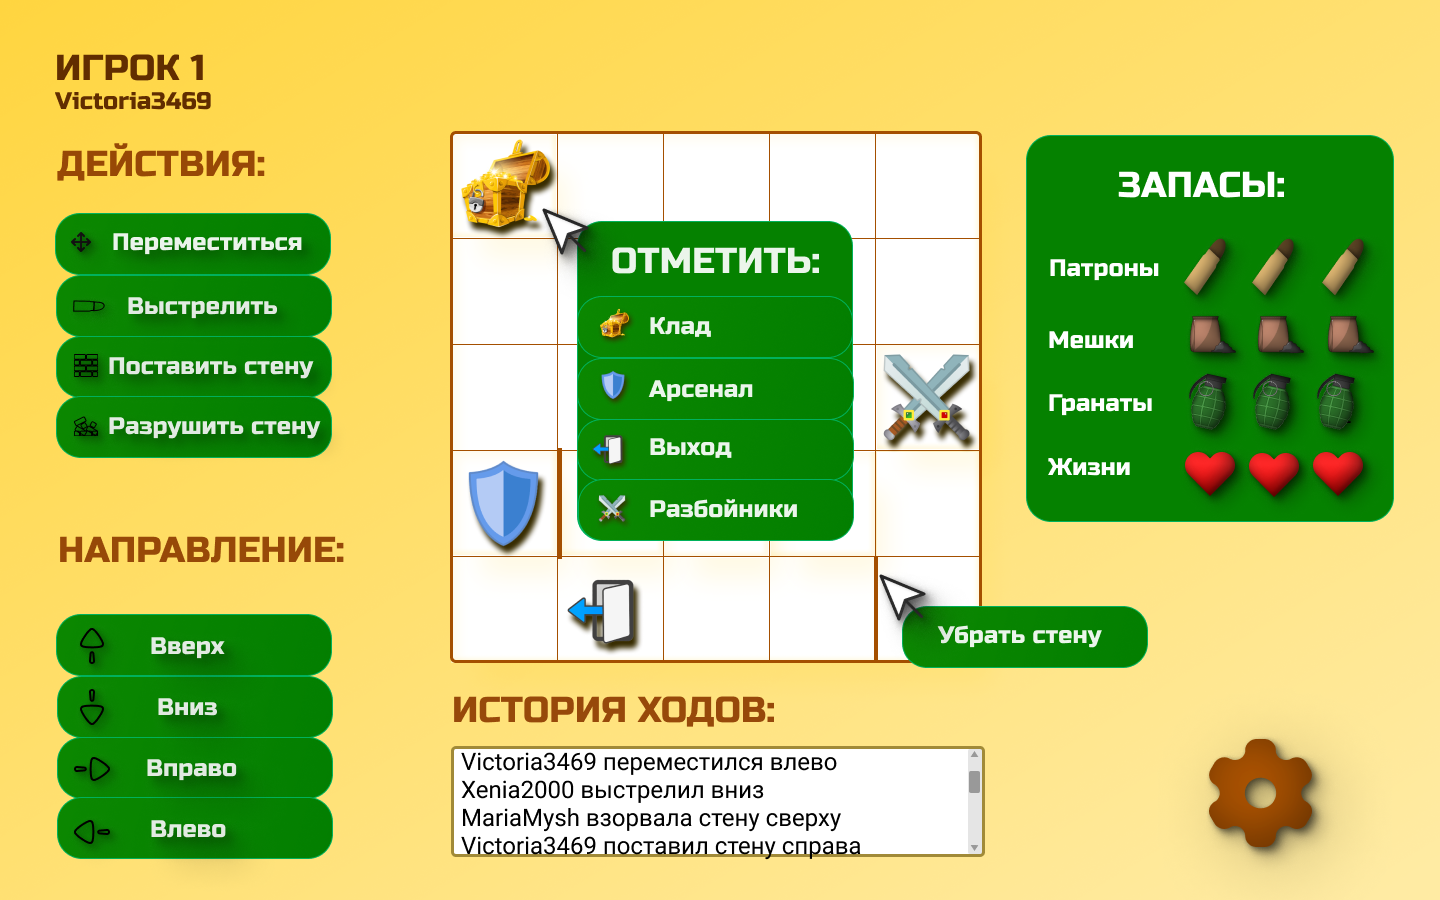 ИГРОК 1
Victoria3469
ДЕЙСТВИЯ:
Переместиться
Выстрелить
Поставить стену
Разрушить стену
НАПРАВЛЕНИЕ:
Вверх
Вниз
Вправо
Влево
ОТМЕТИТЬ:
Клад
Арсенал
Выход
Разбойники
Убрать стену
ИСТОРИЯ ХОДОВ:
Victoria3469 переместился влево
Xenia2000 выстрелил вниз
MariaMysh взорвала стену сверху
Victoria3469 поставил стену справа
ЗАПАСЫ:
Патроны
Мешки
Гранаты
Жизни